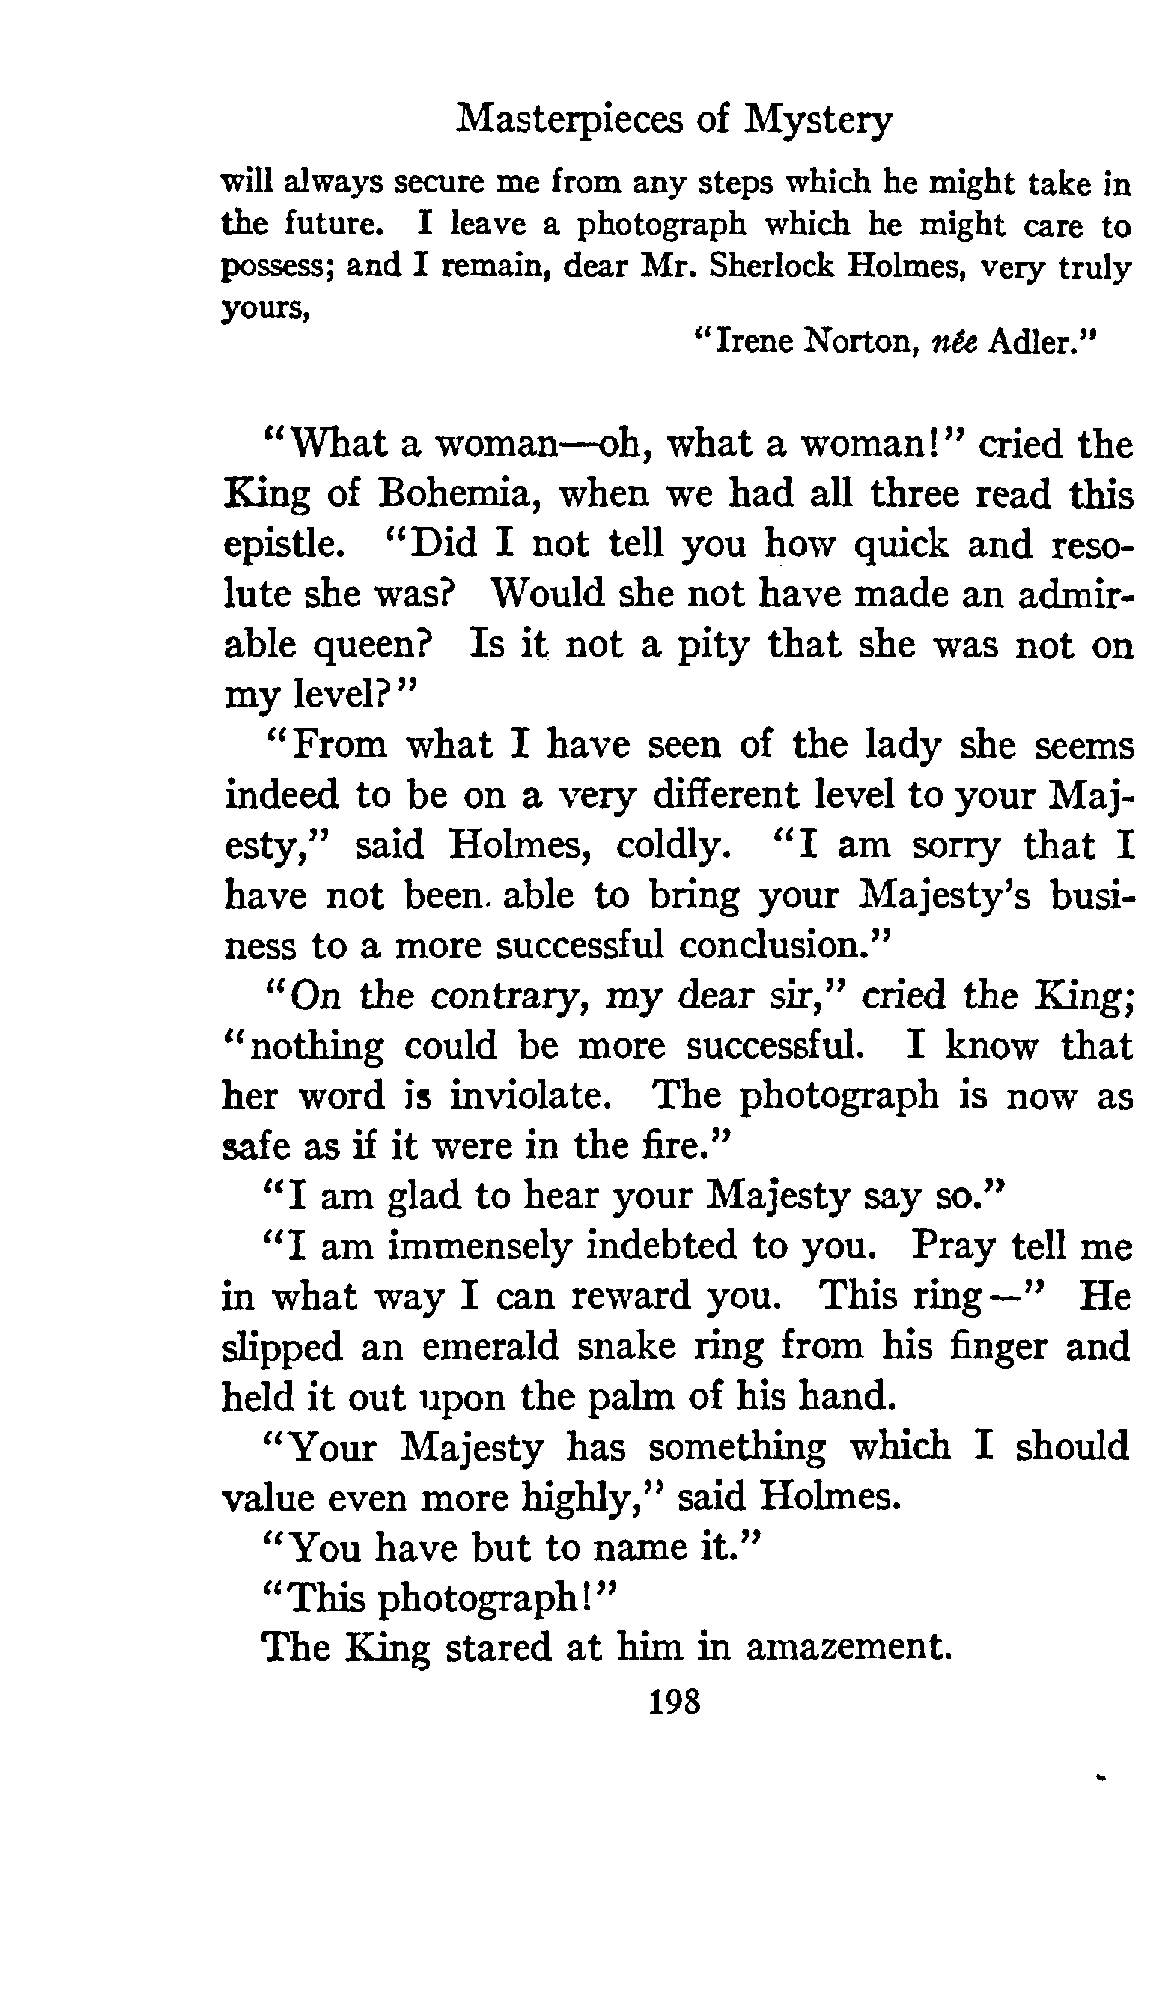 Masterpieces of Mystery
will always secure me from any steps which he might take in
the future. I leave a photograph which he might care to
possess; and I remain, dear Mr. Sherlock Holmes, very truly
yours,
“Irene Norton, née Adler.”
“What a woman—oh, what a woman!” cried the
King of Bohemia, when we had all three read this
epistle. “Did I not tell you how quick and reso-
lute she was? Would she not have made an admir-
able queen? Is it not a pity that she was not on
my level?”
“From what I have seen of the lady she seems
indeed to be on a very different level to your Maj-
esty,” said Holmes, coldly. “I am sorry that I
have not been. able to bring your Majesty’s busi-
ness to a more successful conclusion.”
“On the contrary, my dear sir,” cried the King;
“nothing could be more successful. I know that
her word is inviolate. The photograph is now as
safe as if it were in the fire.”
“I am glad to hear your Majesty say so.”
“I am immensely indebted to you. Pray tell me
in what way I can reward you. This ring—” He
slipped an emerald snake ring from his finger and
held it out upon the palm of his hand.
“Your Majesty has something which I should
value even more highly,” said Holmes.
“You have but to name it.”
“This photograph!”
The King stared at him in amazement.
198